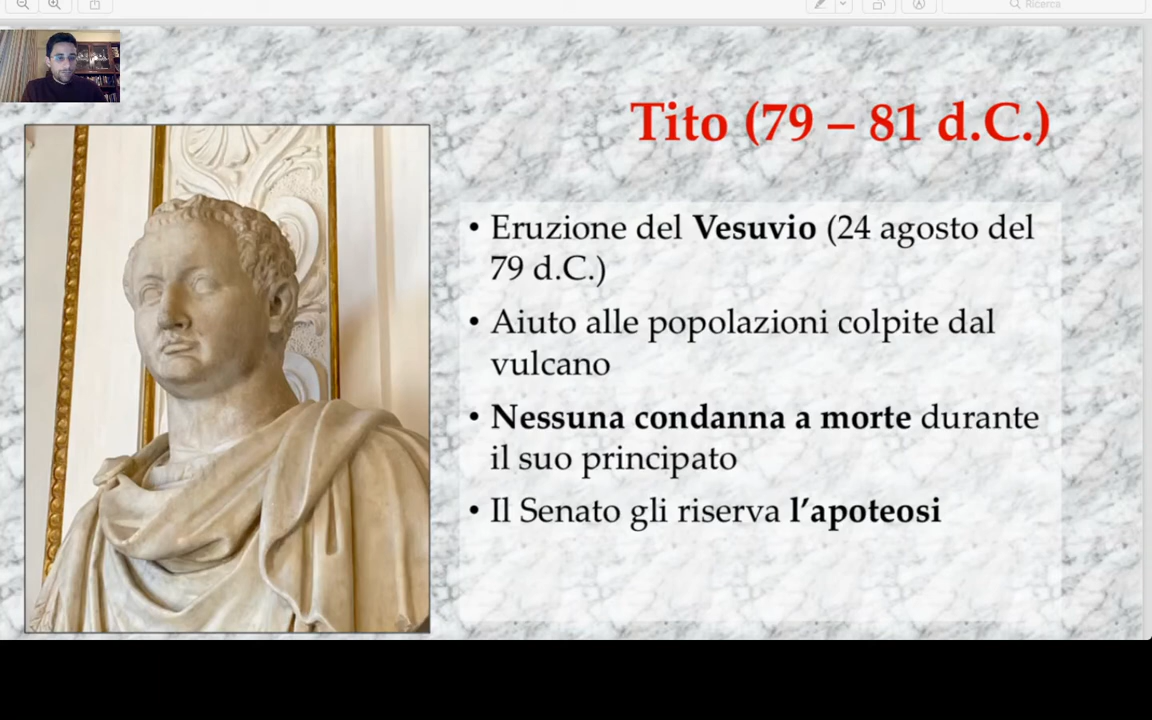 Ricerca
Tito (79 – 81 d.C.)
• Eruzione del Vesuvio (24 agosto del
79 d.C.)
• Aiuto alle popolazioni colpite dal
vulcano
• Nessuna condanna a morte durante
il suo principato
• Il Senato gli riserva l’apoteosi